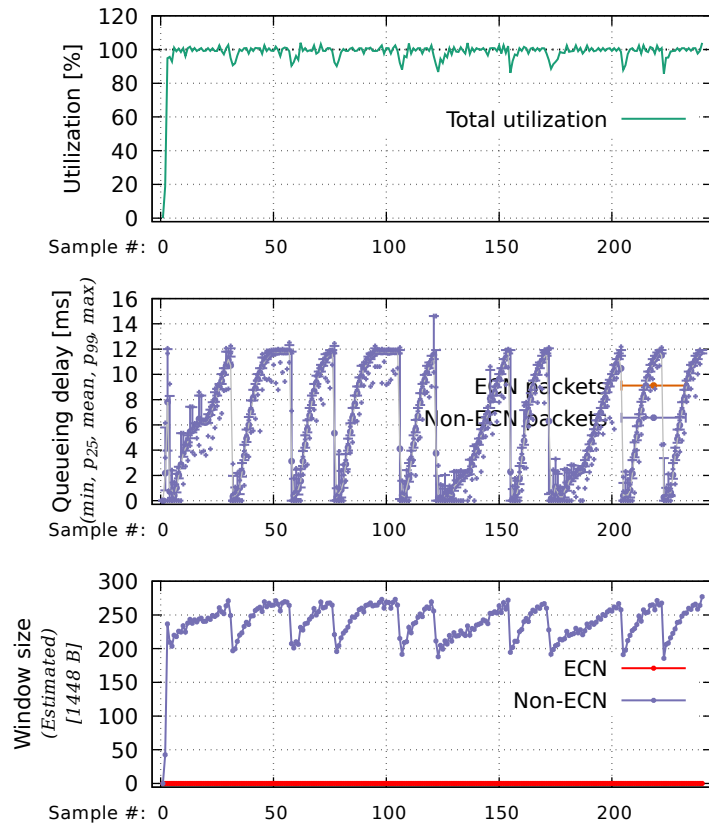 120
100
80
60
40
20
0
Utilization [%]
Total utilization
Sample #: 0 50 100 150 200
16
14
12
10
8
6
4
2
0
Queueing delay [ms]
(min, p25, mean, p99, max)
ECN packets
Non-ECN packets
Sample #: 0 50 100 150 200
300
250
200
150
100
50
0
Window size
(Estimated)
[1448 B]
ECN
Non-ECN
Sample #: 0 50 100 150 200